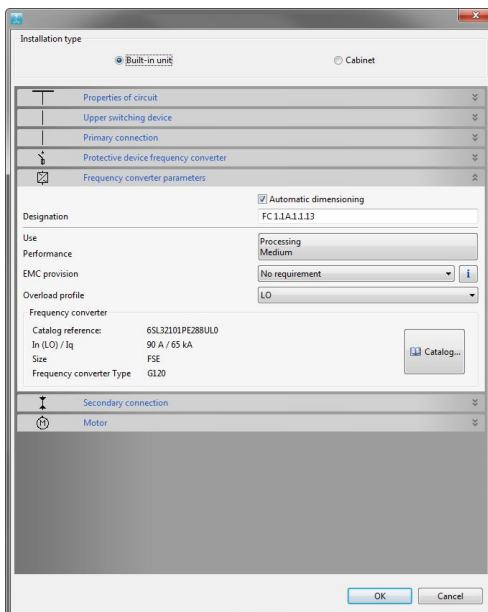 Installation type
Built-in unit
Cabinet
Properties of circuit
Upper switching device
Primary connection
Protective device frequency converter
Frequency converter parameters
Automatic dimensioning
Designation FC 1.1A.1.1.13
Use Processing
Performance Medium
EMC provision No requirement i
Overload profile LO
Frequency converter
Catalog reference: 6SL32101PE288UL0
In (LO) / Iq 90 A / 65 kA
Size FSE
Frequency converter Type G120
Catalog...
Secondary connection
M Motor
OK Cancel